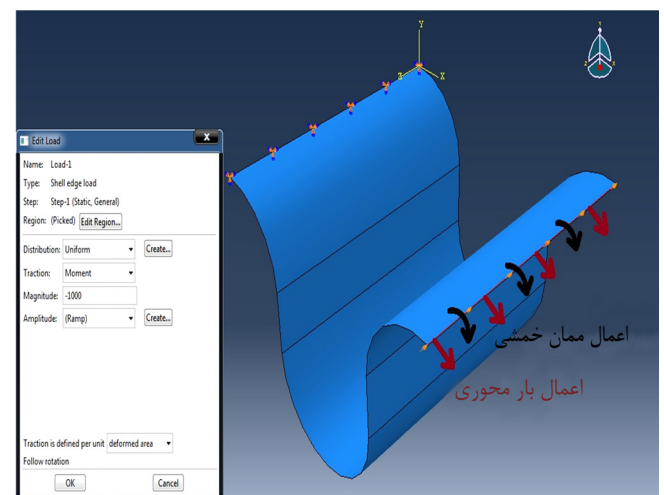 Edit Load
X
Name: Load-1
Type: Shell edge load
Step: Step-1 (Static, General)
Region: (Picked) Edit Region...
Distribution: Uniform Create...
Traction: Moment
Magnitude: -1000
Amplitude: (Ramp) Create...
Traction is defined per unit deformed area
Follow rotation
OK Cancel
Y
Z X
اعمال ممان خمشی
اعمال بار محوری